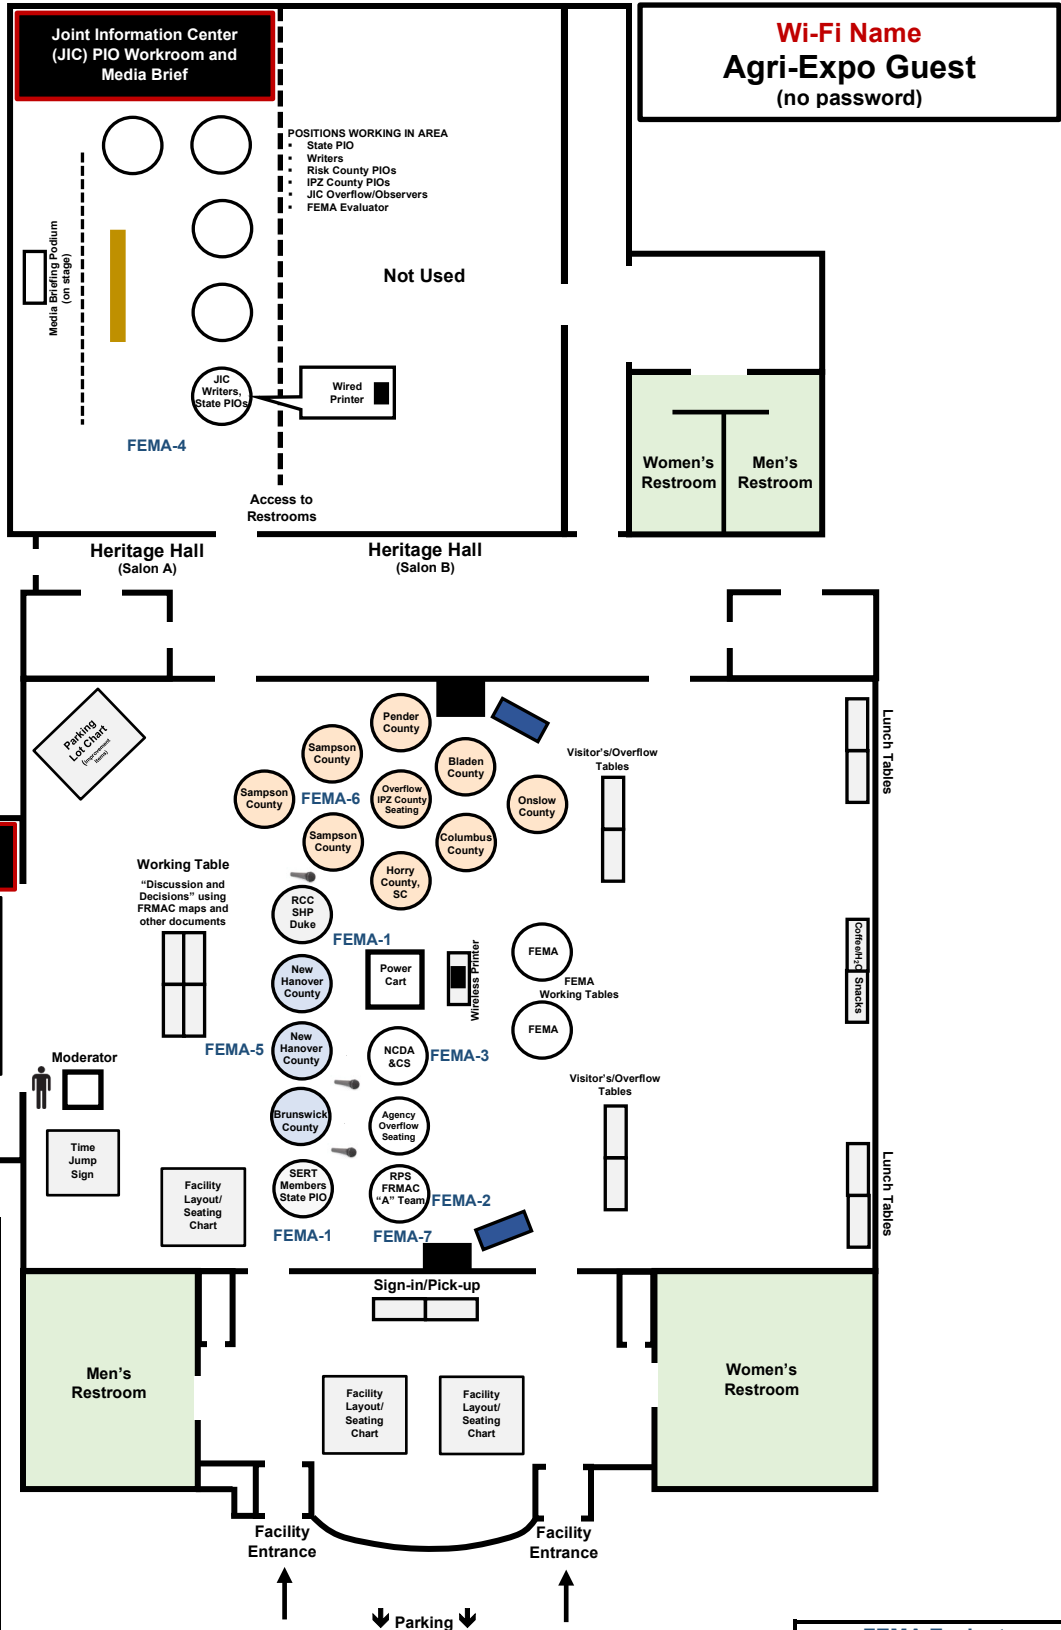 Joint Information Center
(JIC) PIO Workroom and
Media Brief
Wi-Fi Name
Agri-Expo Guest
(no password)
POSITIONS WORKING IN AREA
▪ State PIO
▪ Writers
▪ Risk County PIOs
▪ IPZ County PIOs
▪ JIC Overflow/Observers
▪ FEMA Evaluator
Media Briefing Podium
(on stage)
Not Used
JIC
Writers,
State PIOs
Wired
Printer
FEMA-4
Women's
Restroom
Men's
Restroom
Access to
Restrooms
Heritage Hall
(Salon A)
Heritage Hall
(Salon B)
Parking
Lot Chart
(improvement
items)
Pender
County
Sampson
County
Bladen
County
Sampson
County
FEMA-6
Overflow
IPZ County
Seating
Onslow
County
Sampson
County
Columbus
County
Horry
County,
SC
Visitor's/Overflow
Tables
Lunch Tables
Working Table
“Discussion and
Decisions” using
FRMAC maps and
other documents
RCC
SHP
Duke
FEMA-1
New
Hanover
County
Power
Cart
Wireless Printer
FEMA
FEMA
Working Tables
FEMA
Coffee/H₂O
Snacks
FEMA-5
New
Hanover
County
NCDA
&CS
FEMA-3
Moderator
Visitor's/Overflow
Tables
Brunswick
County
Agency
Overflow
Seating
Time
Jump
Sign
Facility
Layout/
Seating
Chart
SERT
Members
State PIO
RPS
FRMAC
“A” Team
FEMA-2
FEMA-1
FEMA-7
Lunch Tables
Sign-in/Pick-up
Men's
Restroom
Women's
Restroom
Facility
Layout/
Seating
Chart
Facility
Layout/
Seating
Chart
Facility
Entrance
Facility
Entrance
Parking